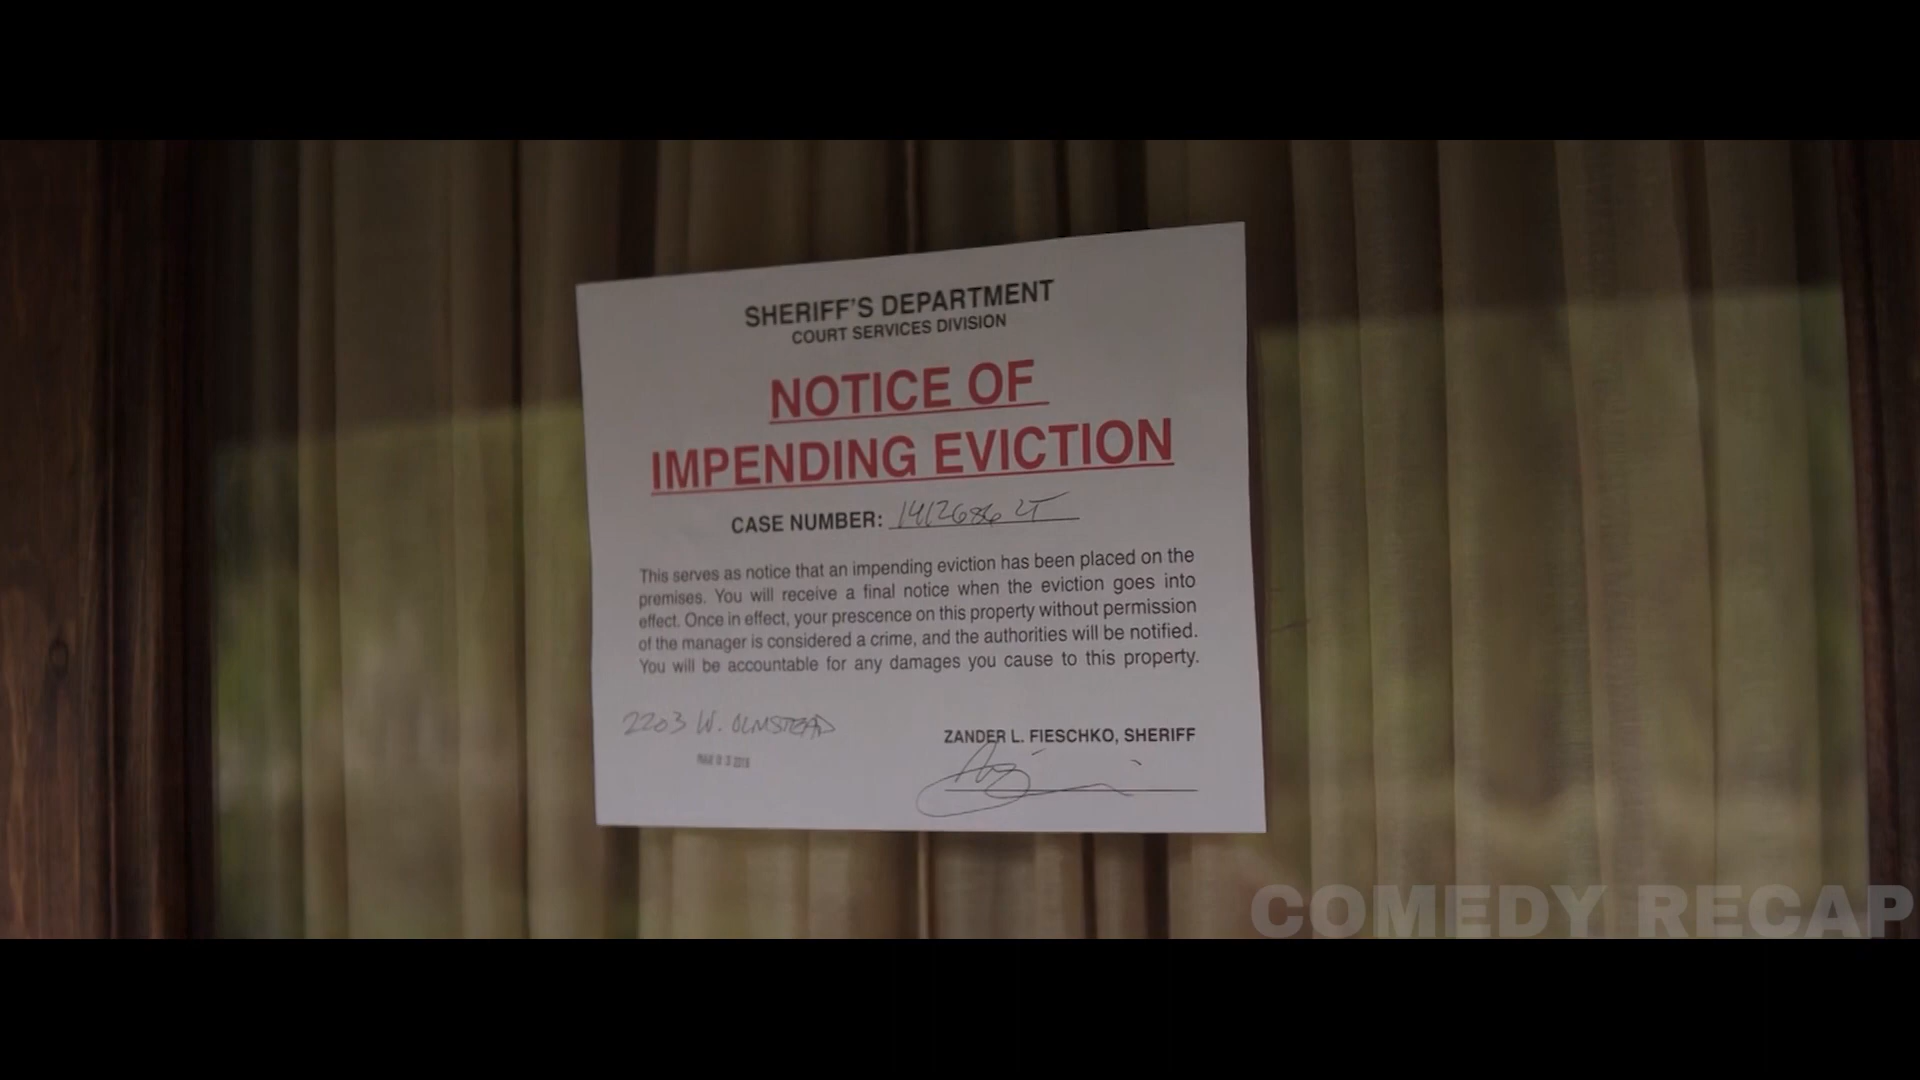 SHERIFF'S DEPARTMENT
COURT SERVICES DIVISION
NOTICE OF
IMPENDING EVICTION
CASE NUMBER:
This serves as notice that an impending eviction has been placed on the
premises. You will receive a final notice when the eviction goes into
effect. Once in effect, your prescence on this property without permission
of the manager is considered a crime, and the authorities will be notified.
You will be accountable for any damages you cause to this property.
2203 W. OLMSTEAD
ZANDER L. FIESCHKO, SHERIFF
COMEDY RECAP